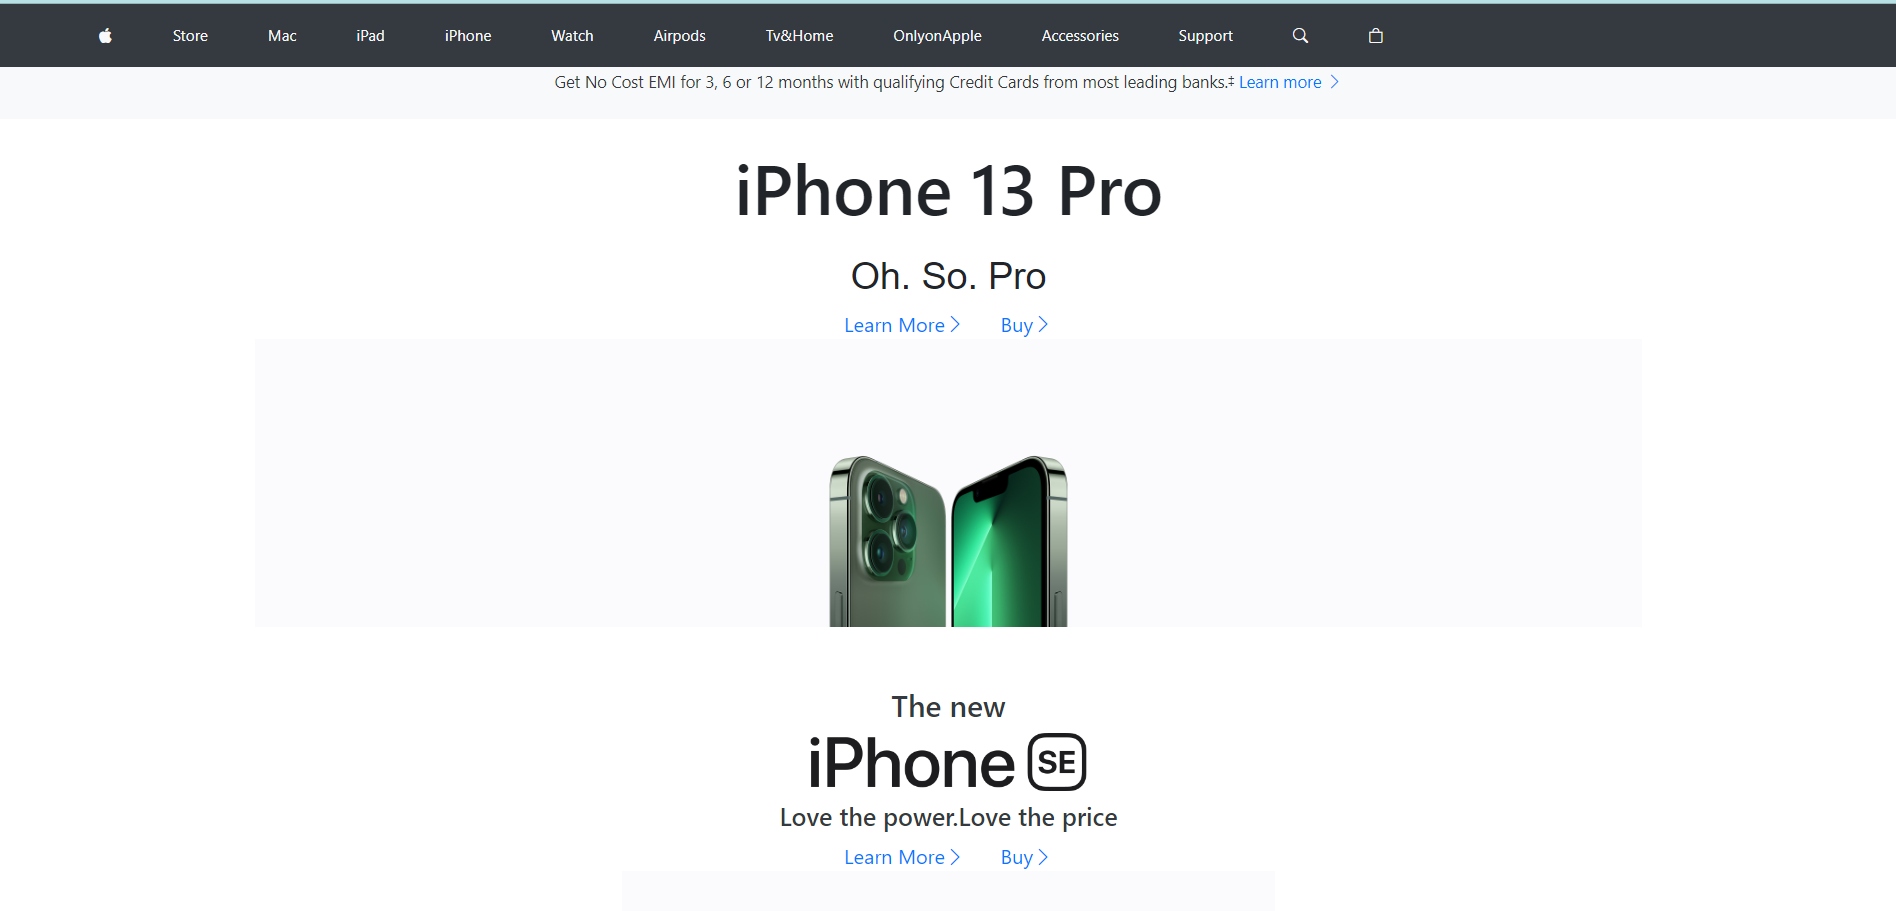 Store Mac iPad iPhone Watch Airpods Tv&Home OnlyonApple Accessories Support
Get No Cost EMI for 3, 6 or 12 months with qualifying Credit Cards from most leading banks.‡ Learn more >
iPhone 13 Pro
Oh. So. Pro
Learn More > Buy >
The new
iPhone SE
Love the power.Love the price
Learn More > Buy >